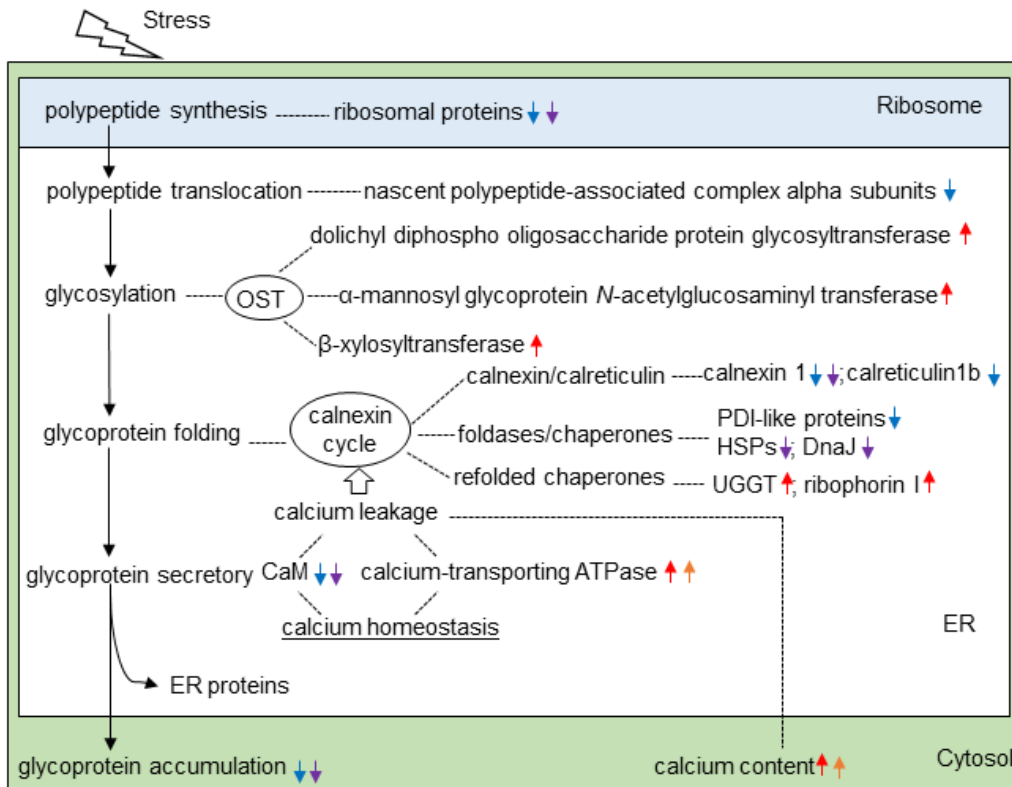 Stress
polypeptide synthesis ribosomal proteins Ribosome
polypeptide translocation nascent polypeptide-associated complex alpha subunits
dolichyl diphospho oligosaccharide protein glycosyltransferase
glycosylation OST α-mannosyl glycoprotein N-acetylglucosaminyl transferase
β-xylosyltransferase
calnexin/calreticulin calnexin 1 ;calreticulin1b
glycoprotein folding calnexin cycle foldases/chaperones PDI-like proteins
HSPs ; DnaJ
refolded chaperones UGGT ; ribophorin I
calcium leakage
glycoprotein secretory CaM calcium-transporting ATPase
calcium homeostasis
ER
ER proteins
glycoprotein accumulation calcium content Cytosol